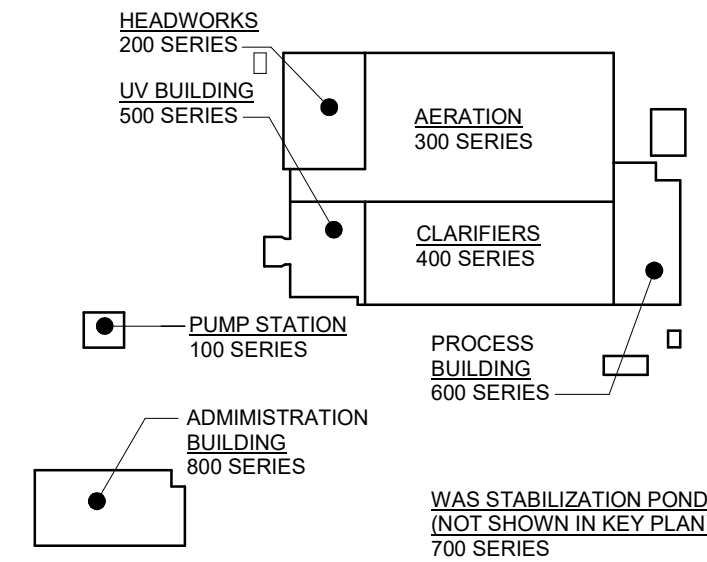 HEADWORKS
200 SERIES
UV BUILDING
500 SERIES
AERATION
300 SERIES
CLARIFIERS
400 SERIES
PUMP STATION
100 SERIES
PROCESS
BUILDING
600 SERIES
ADMIMISTRATION
BUILDING
800 SERIES
WAS STABILIZATION POND
(NOT SHOWN IN KEY PLAN
700 SERIES